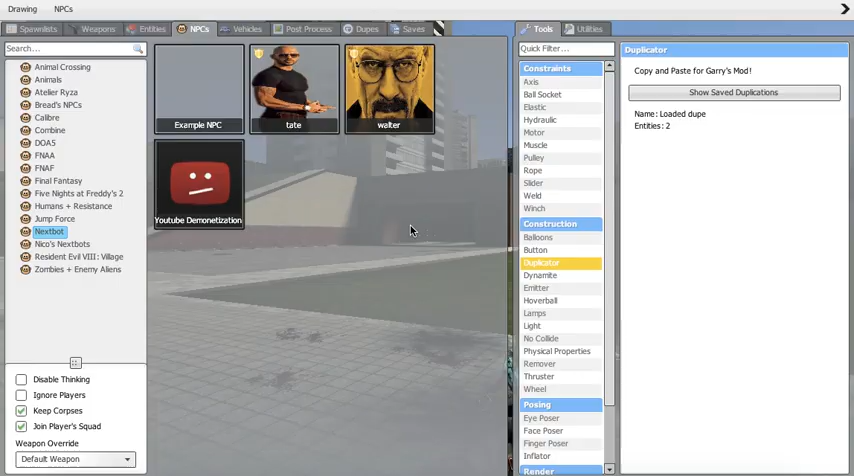 Drawing NPCs
Spawnlists Weapons Entities NPCs Vehicles Post Process Dupes Saves
Search...
Animal Crossing
Animals
Atelier Ryza
Bread's NPCs
Calibre
Combine
DOA5
FNAA
FNAF
Final Fantasy
Five Nights at Freddy's 2
Humans + Resistance
Jump Force
Nextbot
Nico's Nextbots
Resident Evil VIII: Village
Zombies + Enemy Aliens
Disable Thinking
Ignore Players
Keep Corpses
Join Player's Squad
Weapon Override
Default Weapon
Example NPC
tate
walter
Youtube Demonetization
Tools Utilities
Quick Filter...
Constraints
Axis
Ball Socket
Elastic
Hydraulic
Motor
Muscle
Pulley
Rope
Slider
Weld
Winch
Construction
Balloons
Button
Duplicator
Dynamite
Emitter
Hoverball
Lamps
Light
No Collide
Physical Properties
Remover
Thruster
Wheel
Posing
Eye Poser
Face Poser
Finger Poser
Inflator
Render
Duplicator
Copy and Paste for Garry's Mod!
Show Saved Duplications
Name: Loaded dupe
Entities: 2